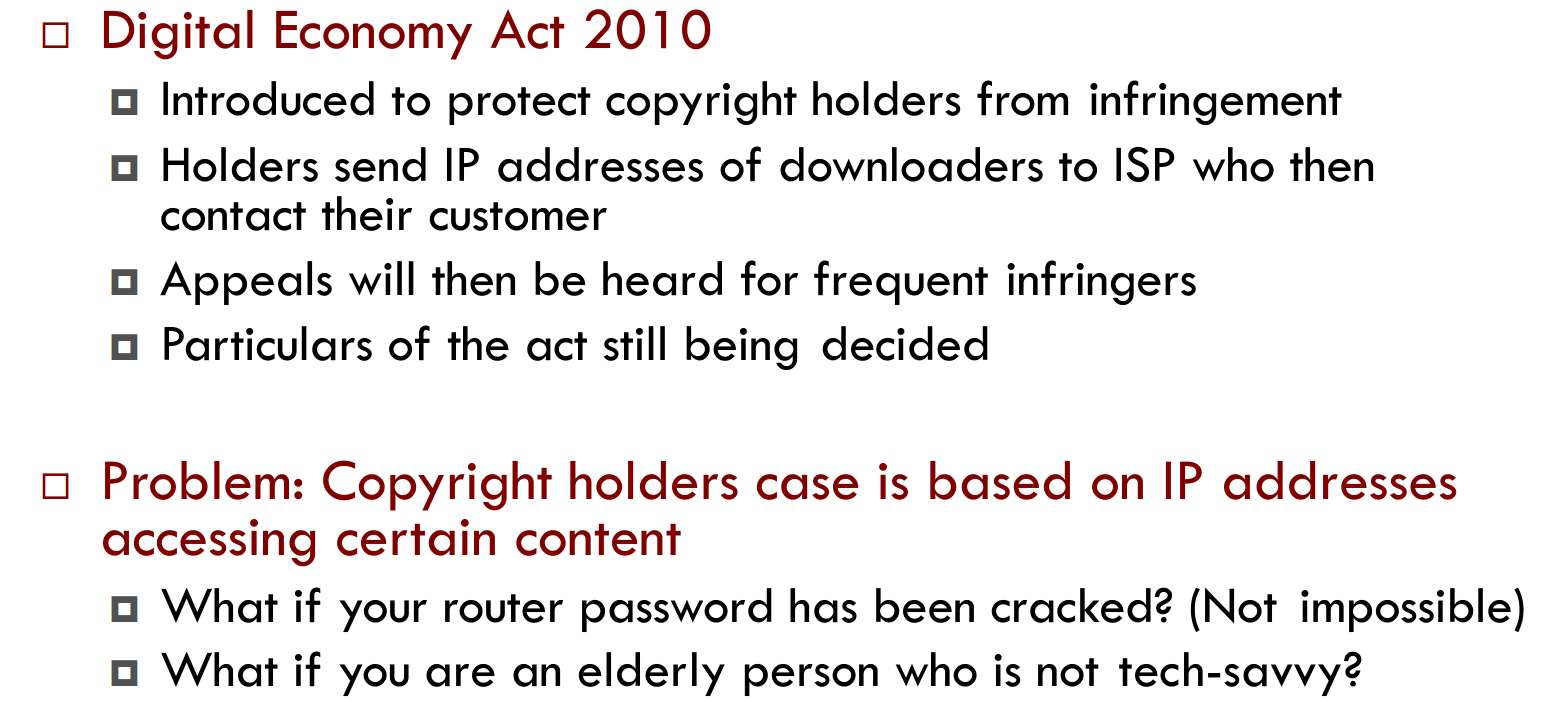 Digital Economy Act 2010
Introduced to protect copyright holders from infringement
Holders send IP addresses of downloaders to ISP who then
contact their customer
Appeals will then be heard for frequent infringers
Particulars of the act still being decided
Problem: Copyright holders case is based on IP addresses
accessing certain content
What if your router password has been cracked? (Not impossible)
What if you are an elderly person who is not tech-savvy?